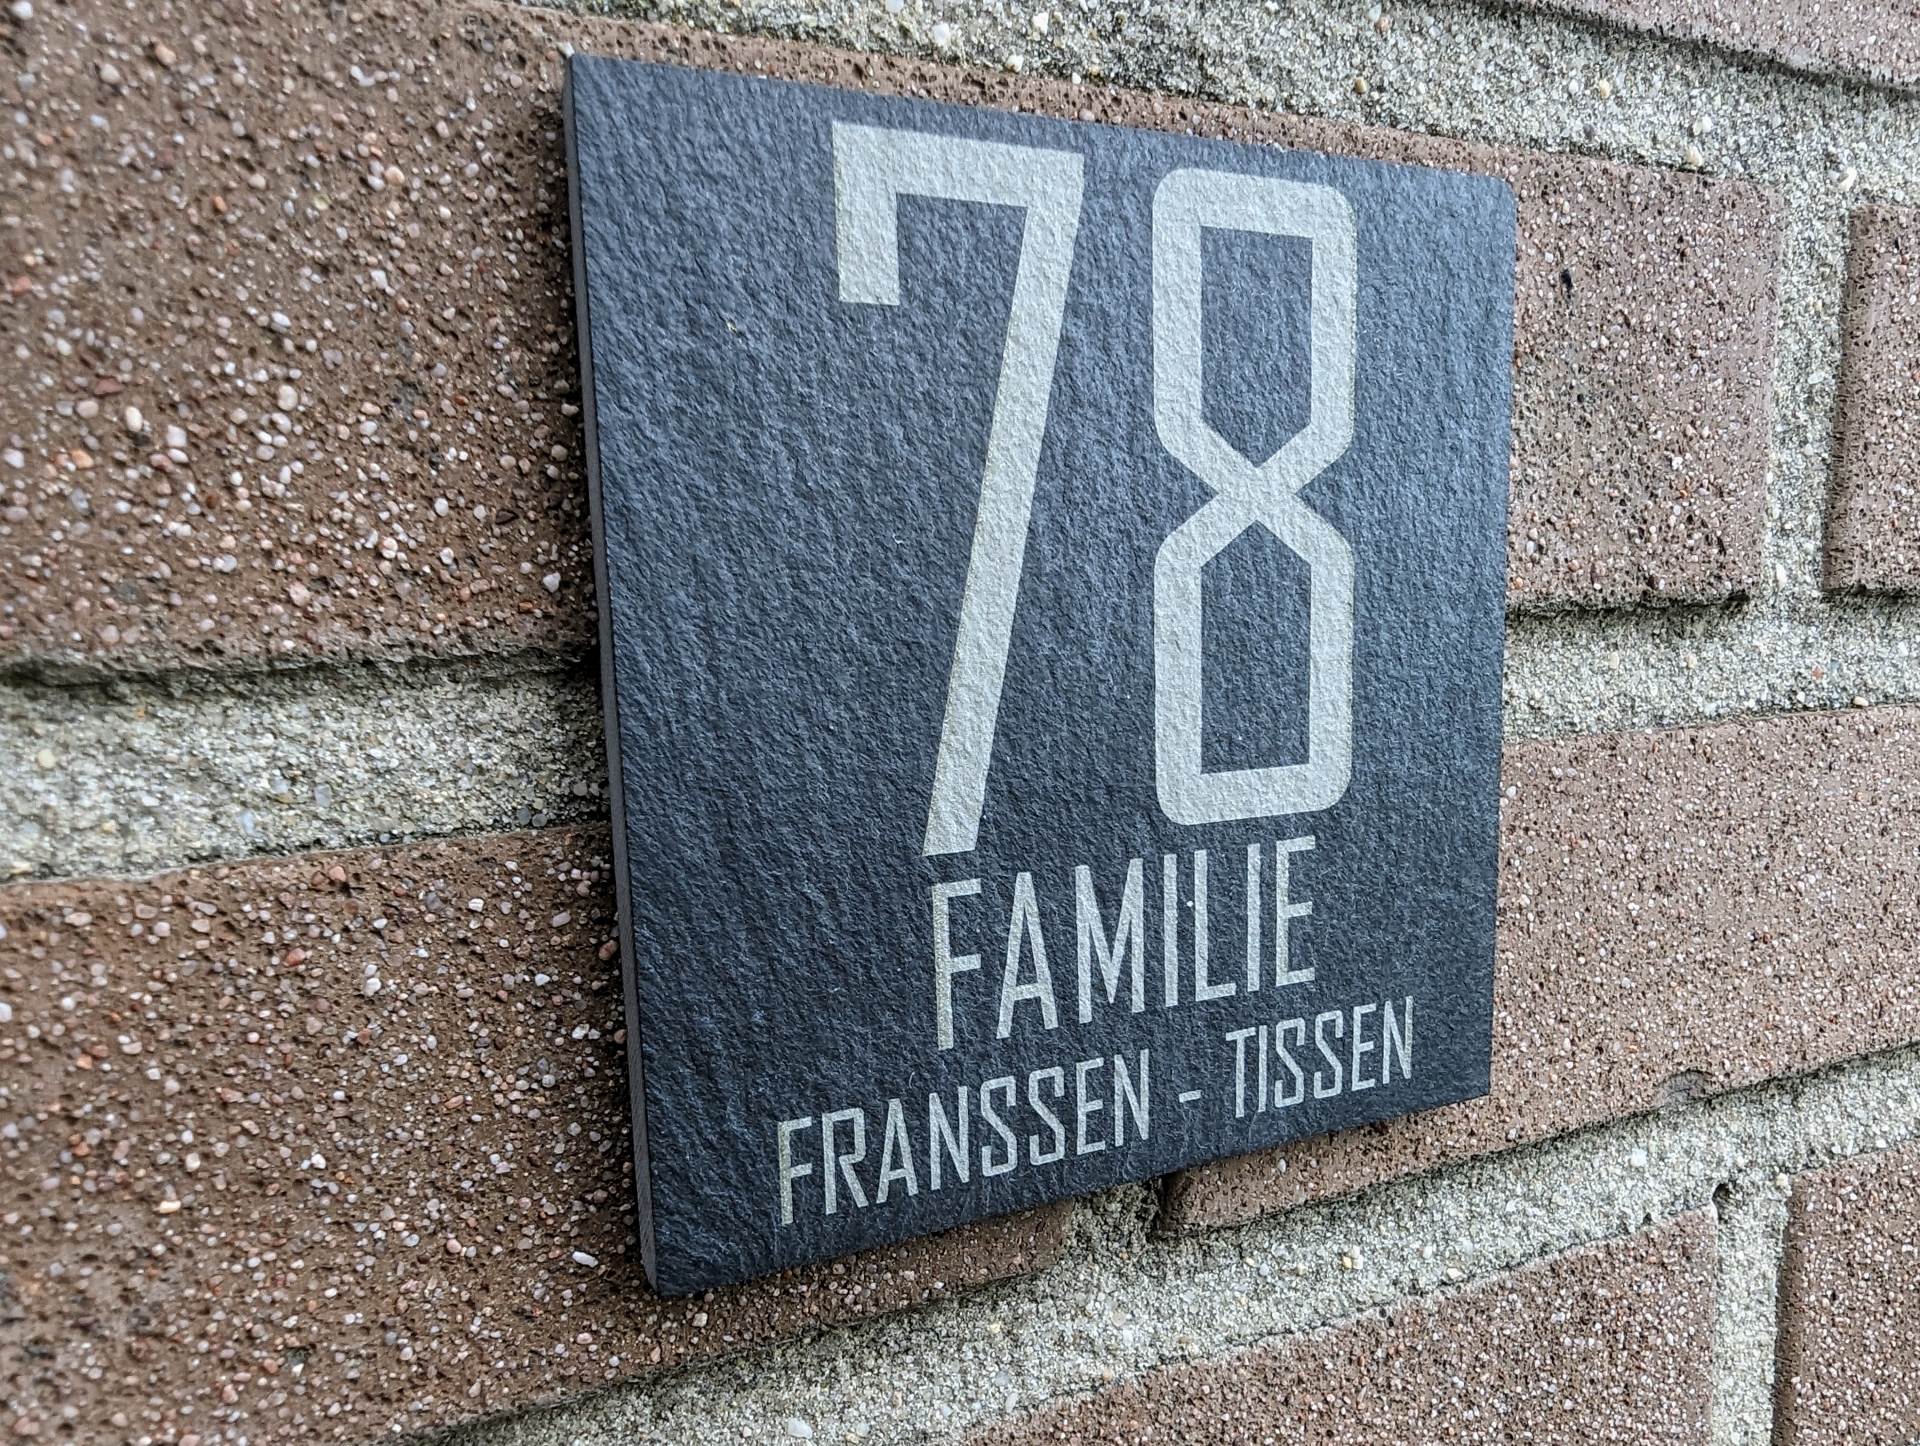 78
FAMILIE
FRANSSEN - TISSEN